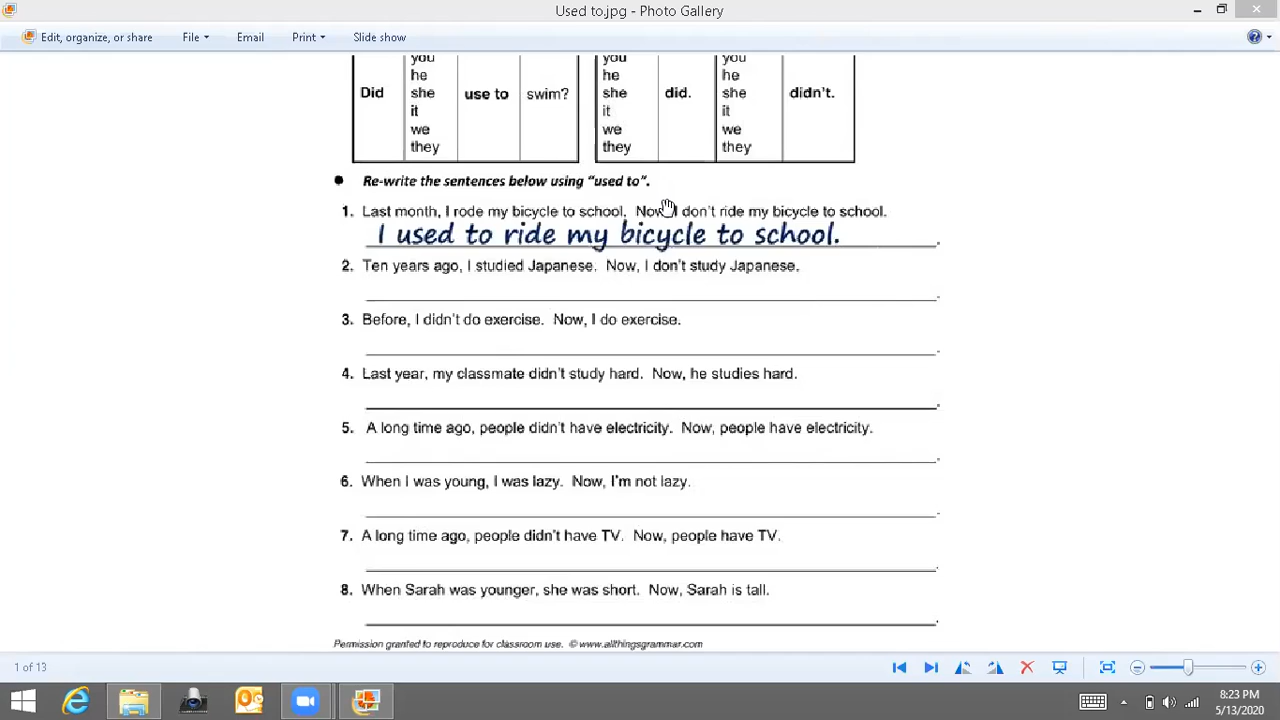 Used to.jpg - Photo Gallery
Edit, organize, or share File Email Print Slide show
you you you
he he he
Did she use to swim? she did. she didn't.
it it it
we we we
they they they
Re-write the sentences below using “used to”.
1. Last month, I rode my bicycle to school. Now I don't ride my bicycle to school.
I used to ride my bicycle to school.
2. Ten years ago, I studied Japanese. Now, I don't study Japanese.
3. Before, I didn't do exercise. Now, I do exercise.
4. Last year, my classmate didn't study hard. Now, he studies hard.
5. A long time ago, people didn't have electricity. Now, people have electricity.
6. When I was young, I was lazy. Now, I'm not lazy.
7. A long time ago, people didn't have TV. Now, people have TV.
8. When Sarah was younger, she was short. Now, Sarah is tall.
Permission granted to reproduce for classroom use. © www.allthingsgrammar.com
1 of 13
8:23 PM
5/13/2020